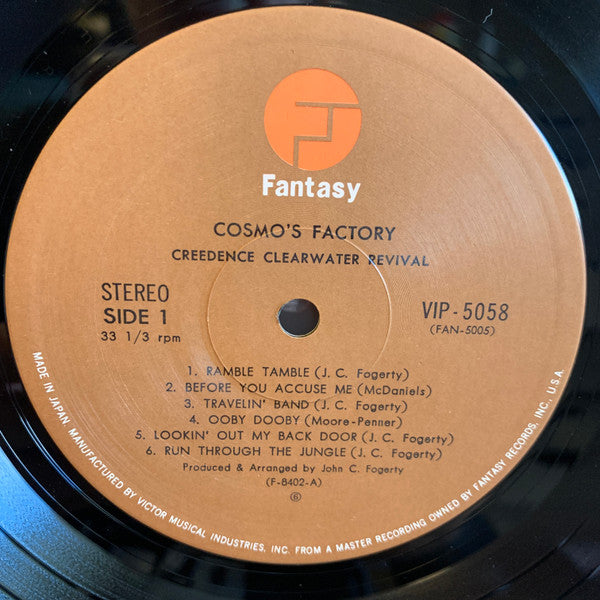 Fantasy
COSMO'S FACTORY
CREEDENCE CLEARWATER REVIVAL
STEREO
SIDE 1
33 1/3 rpm
VIP-5058
(FAN-5005)
1. RAMBLE TAMBLE (J. C. Fogerty)
2. BEFORE YOU ACCUSE ME (McDaniels)
3. TRAVELIN' BAND (J. C. Fogerty)
4. OOBY DOOBY (Moore-Penner)
5. LOOKIN' OUT MY BACK DOOR (J. C. Fogerty)
6. RUN THROUGH THE JUNGLE (J. C. Fogerty)
Produced & Arranged by John C. Fogerty
(F-8402-A)
®
MADE IN JAPAN. MANUFACTURED BY VICTOR MUSICAL INDUSTRIES, INC. FROM A MASTER RECORDING OWNED BY FANTASY RECORDS, INC., U.S.A.